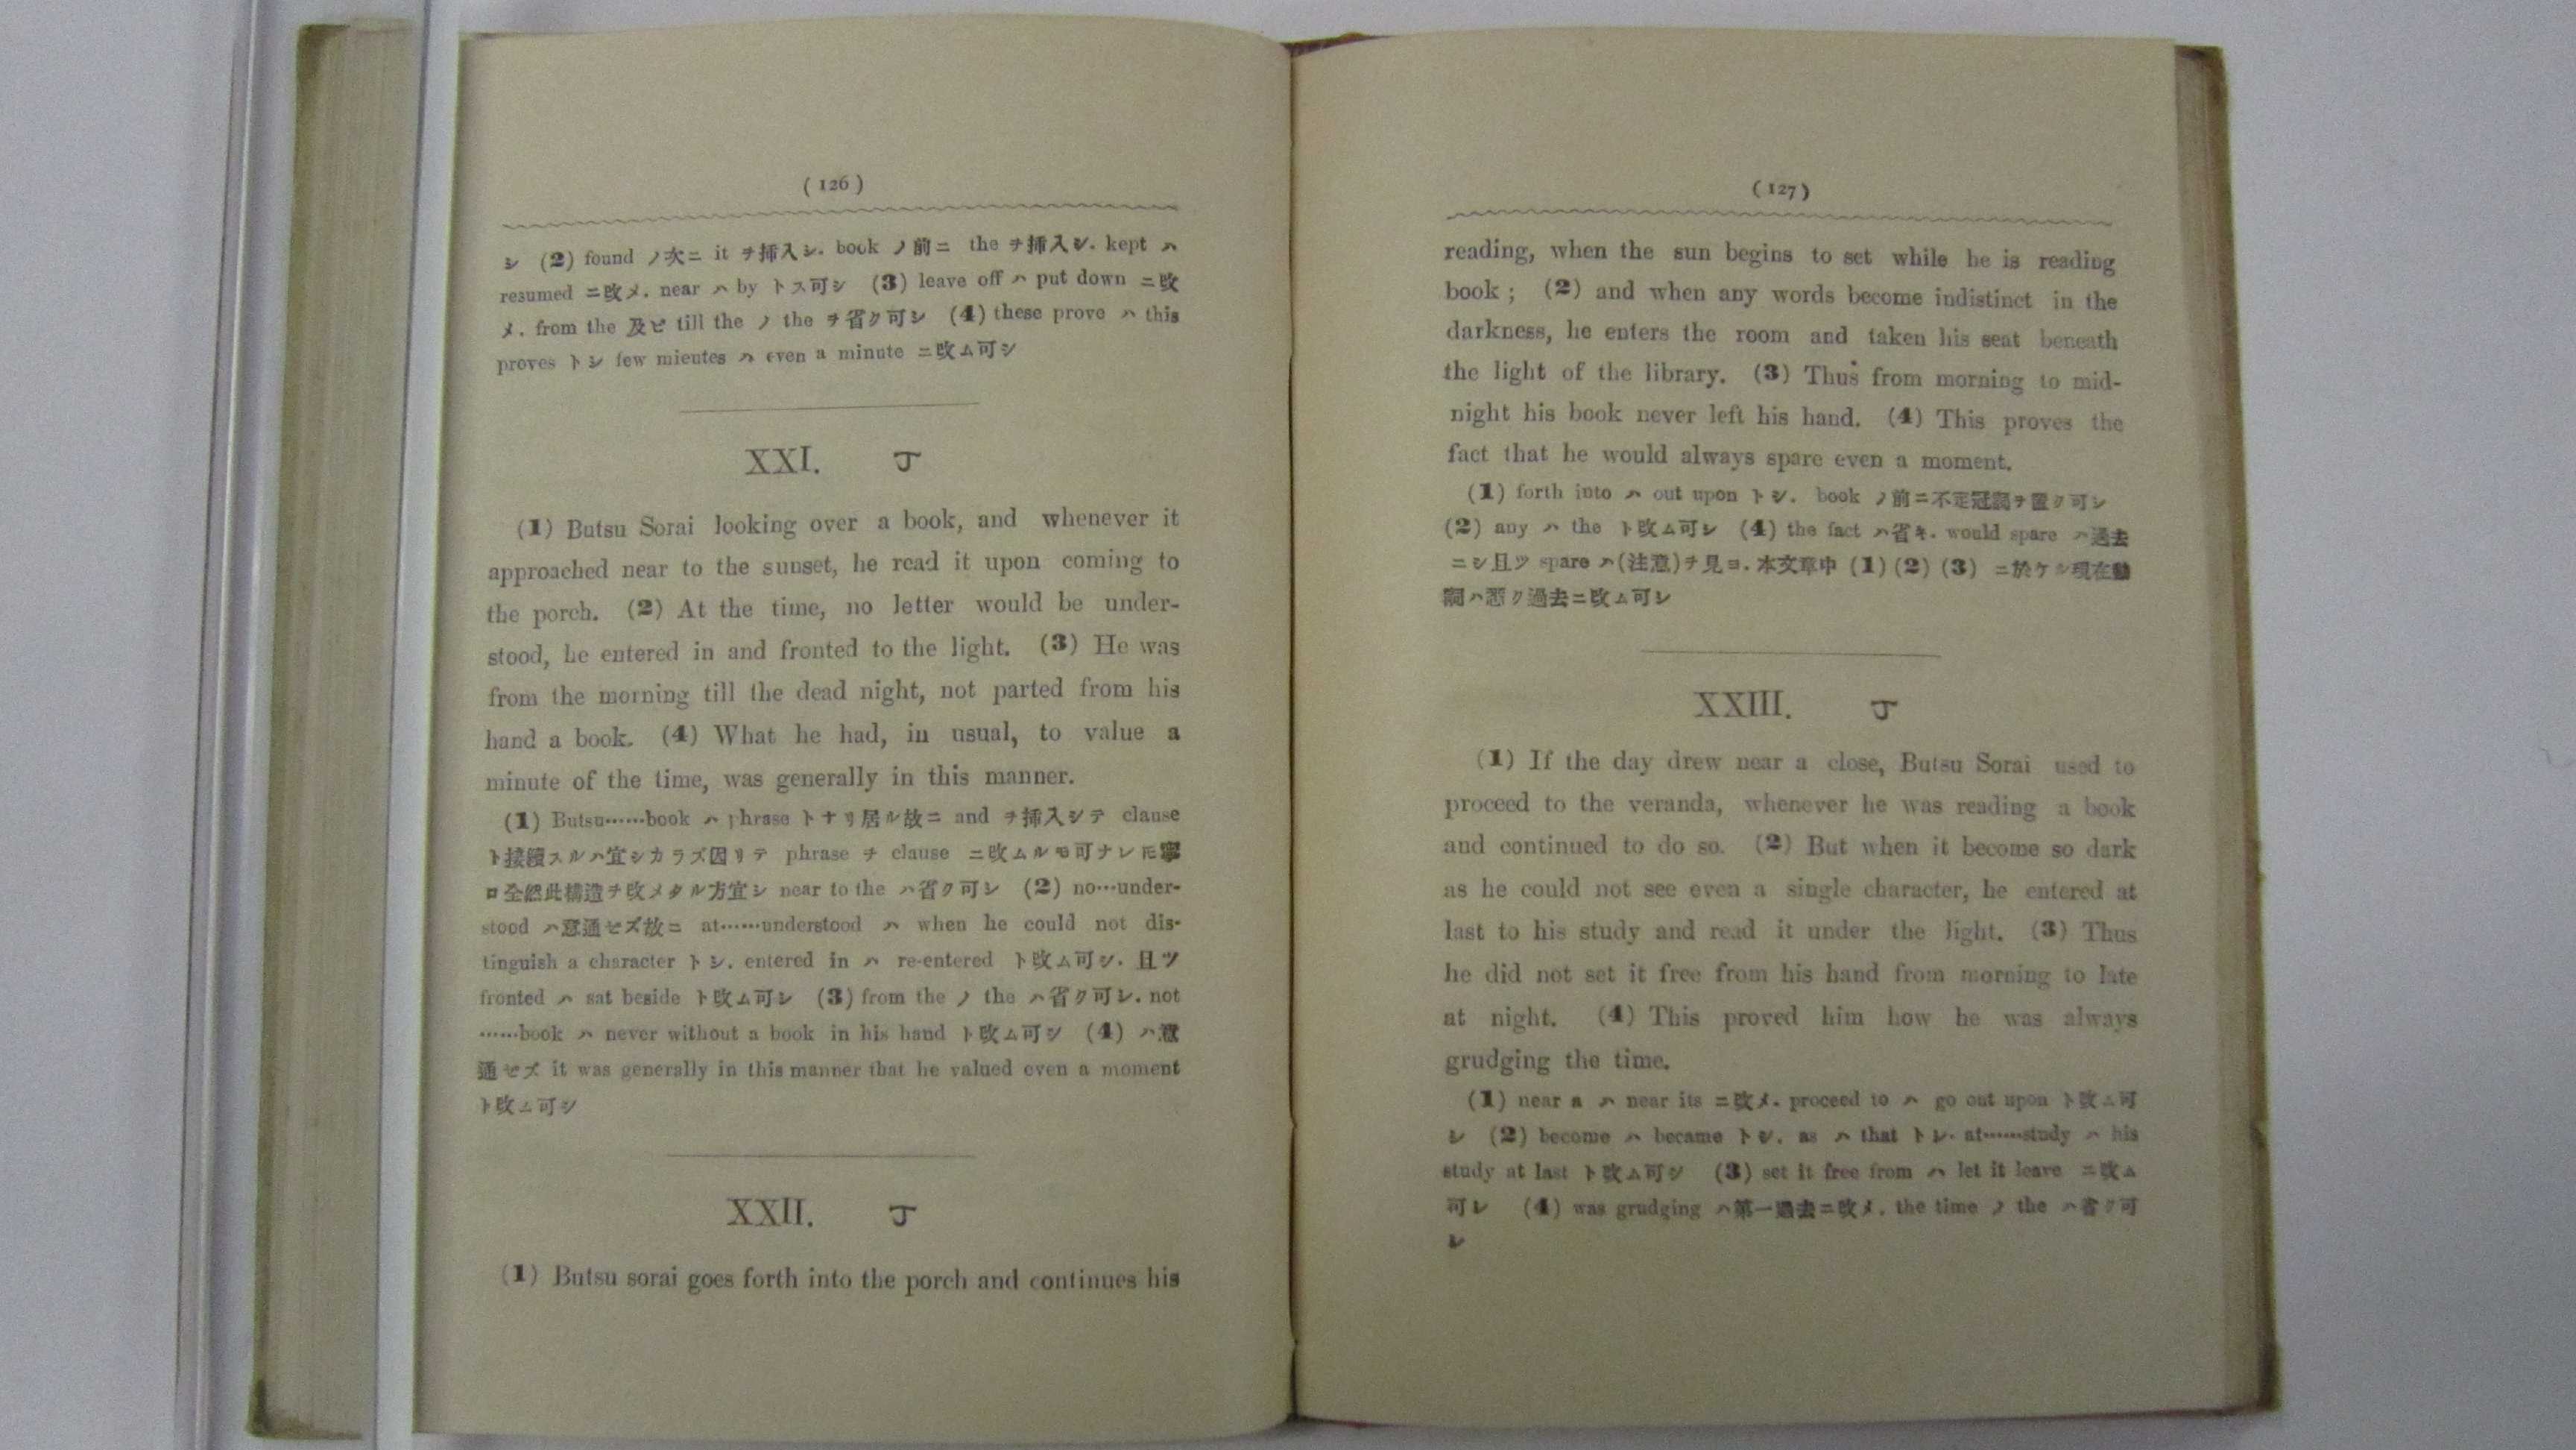 ( 126 )
シ (2) found ノ次ニ it ヲ挿入シ. book ノ前ニ the ヲ挿入シ. kept ハ
resumed ニ改メ. near ハ by トス可シ (3) leave off ハ put down ニ改
メ. from the 及ビ till the ノ the ヲ省ク可シ (4) these prove ハ this
proves トシ few mieutes ハ even a minute ニ改ム可シ
XXI. 丁
(1) Butsu Sorai looking over a book, and whenever it
approached near to the sunset, he read it upon coming to
the porch. (2) At the time, no letter would be under-
stood, he entered in and fronted to the light. (3) He was
from the morning till the dead night, not parted from his
hand a book. (4) What he had, in usual, to value a
minute of the time, was generally in this manner.
(1) Butsu……book ハ phrase トナリ居ル故ニ and ヲ挿入シテ clause
ト接續スルハ宜シカラズ因リテ phrase ヲ clause ニ改ムルモ可ナレ𪜈寧
ロ全然此構造ヲ改メタル方宜シ near to the ハ省ク可シ (2) no…under-
stood ハ意通セズ故ニ at……understood ハ when he could not dis-
tinguish a character トシ. entered in ハ re-entered ト改ム可シ. 且ツ
fronted ハ sat beside ト改ム可シ (3) from the ノ the ハ省ク可シ. not
……book ハ never without a book in his hand ト改ム可シ (4) ハ意
通セズ it was generally in this manner that he valued even a moment
ト改ム可シ
XXII. 丁
(1) Butsu sorai goes forth into the porch and continues his
( 127 )
reading, when the sun begins to set while he is reading
book ; (2) and when any words become indistinct in the
darkness, he enters the room and taken his seat beneath
the light of the library. (3) Thus from morning to mid-
night his book never left his hand. (4) This proves the
fact that he would always spare even a moment.
(1) forth into ハ out upon トシ. book ノ前ニ不定冠詞ヲ置ク可シ
(2) any ハ the ト改ム可シ (4) the fact ハ省キ. would spare ハ過去
ニシ且ツ spare ハ(注意)ヲ見ヨ. 本文章中 (1) (2) (3) ニ於ケル現在動
詞ハ悉ク過去ニ改ム可シ
XXIII. 丁
(1) If the day drew near a close, Butsu Sorai used to
proceed to the veranda, whenever he was reading a book
and continued to do so. (2) But when it become so dark
as he could not see even a single character, he entered at
last to his study and read it under the light. (3) Thus
he did not set it free from his hand from morning to late
at night. (4) This proved him how he was always
grudging the time.
(1) near a ハ near its ニ改メ. proceed to ハ go out upon ト改ム可
シ (2) become ハ became トシ. as ハ that トシ. at……study ハ his
study at last ト改ム可シ (3) set it free from ハ let it leave ニ改ム
可シ (4) was grudging ハ第一過去ニ改メ. the time ノ the ハ省ク可
シ